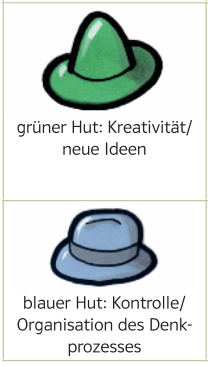 grüner Hut: Kreativität/
neue Ideen
blauer Hut: Kontrolle/
Organisation des Denk-
prozesses